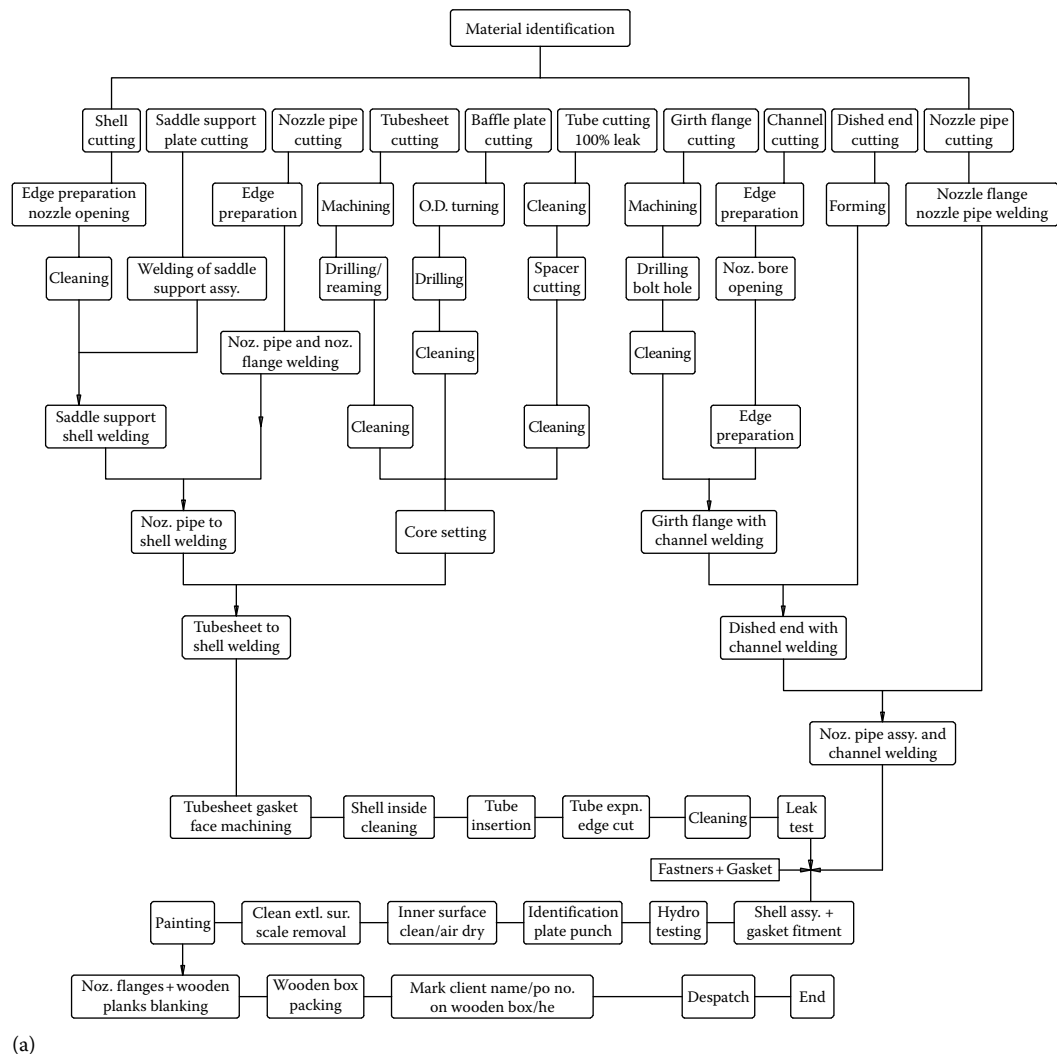 Material identification
Shell
cutting
Saddle support
plate cutting
Nozzle pipe
cutting
Tubesheet
cutting
Baffle plate
cutting
Tube cutting
100% leak
Girth flange
cutting
Channel
cutting
Dished end
cutting
Nozzle pipe
cutting
Edge preparation
nozzle opening
Edge
preparation
Machining
O.D. turning
Cleaning
Machining
Edge
preparation
Forming
Nozzle flange
nozzle pipe welding
Cleaning
Welding of saddle
support assy.
Drilling/
reaming
Drilling
Spacer
cutting
Drilling
bolt hole
Noz. bore
opening
Noz. pipe and noz.
flange welding
Cleaning
Cleaning
Saddle support
shell welding
Cleaning
Cleaning
Edge
preparation
Noz. pipe to
shell welding
Core setting
Girth flange with
channel welding
Tubesheet to
shell welding
Dished end with
channel welding
Noz. pipe assy. and
channel welding
Tubesheet gasket
face machining
Shell inside
cleaning
Tube
insertion
Tube expn.
edge cut
Cleaning
Leak
test
Fastners + Gasket
Painting
Clean extl. sur.
scale removal
Inner surface
clean/air dry
Identification
plate punch
Hydro
testing
Shell assy. +
gasket fitment
Noz. flanges + wooden
planks blanking
Wooden box
packing
Mark client name/po no.
on wooden box/he
Despatch
End
(a)